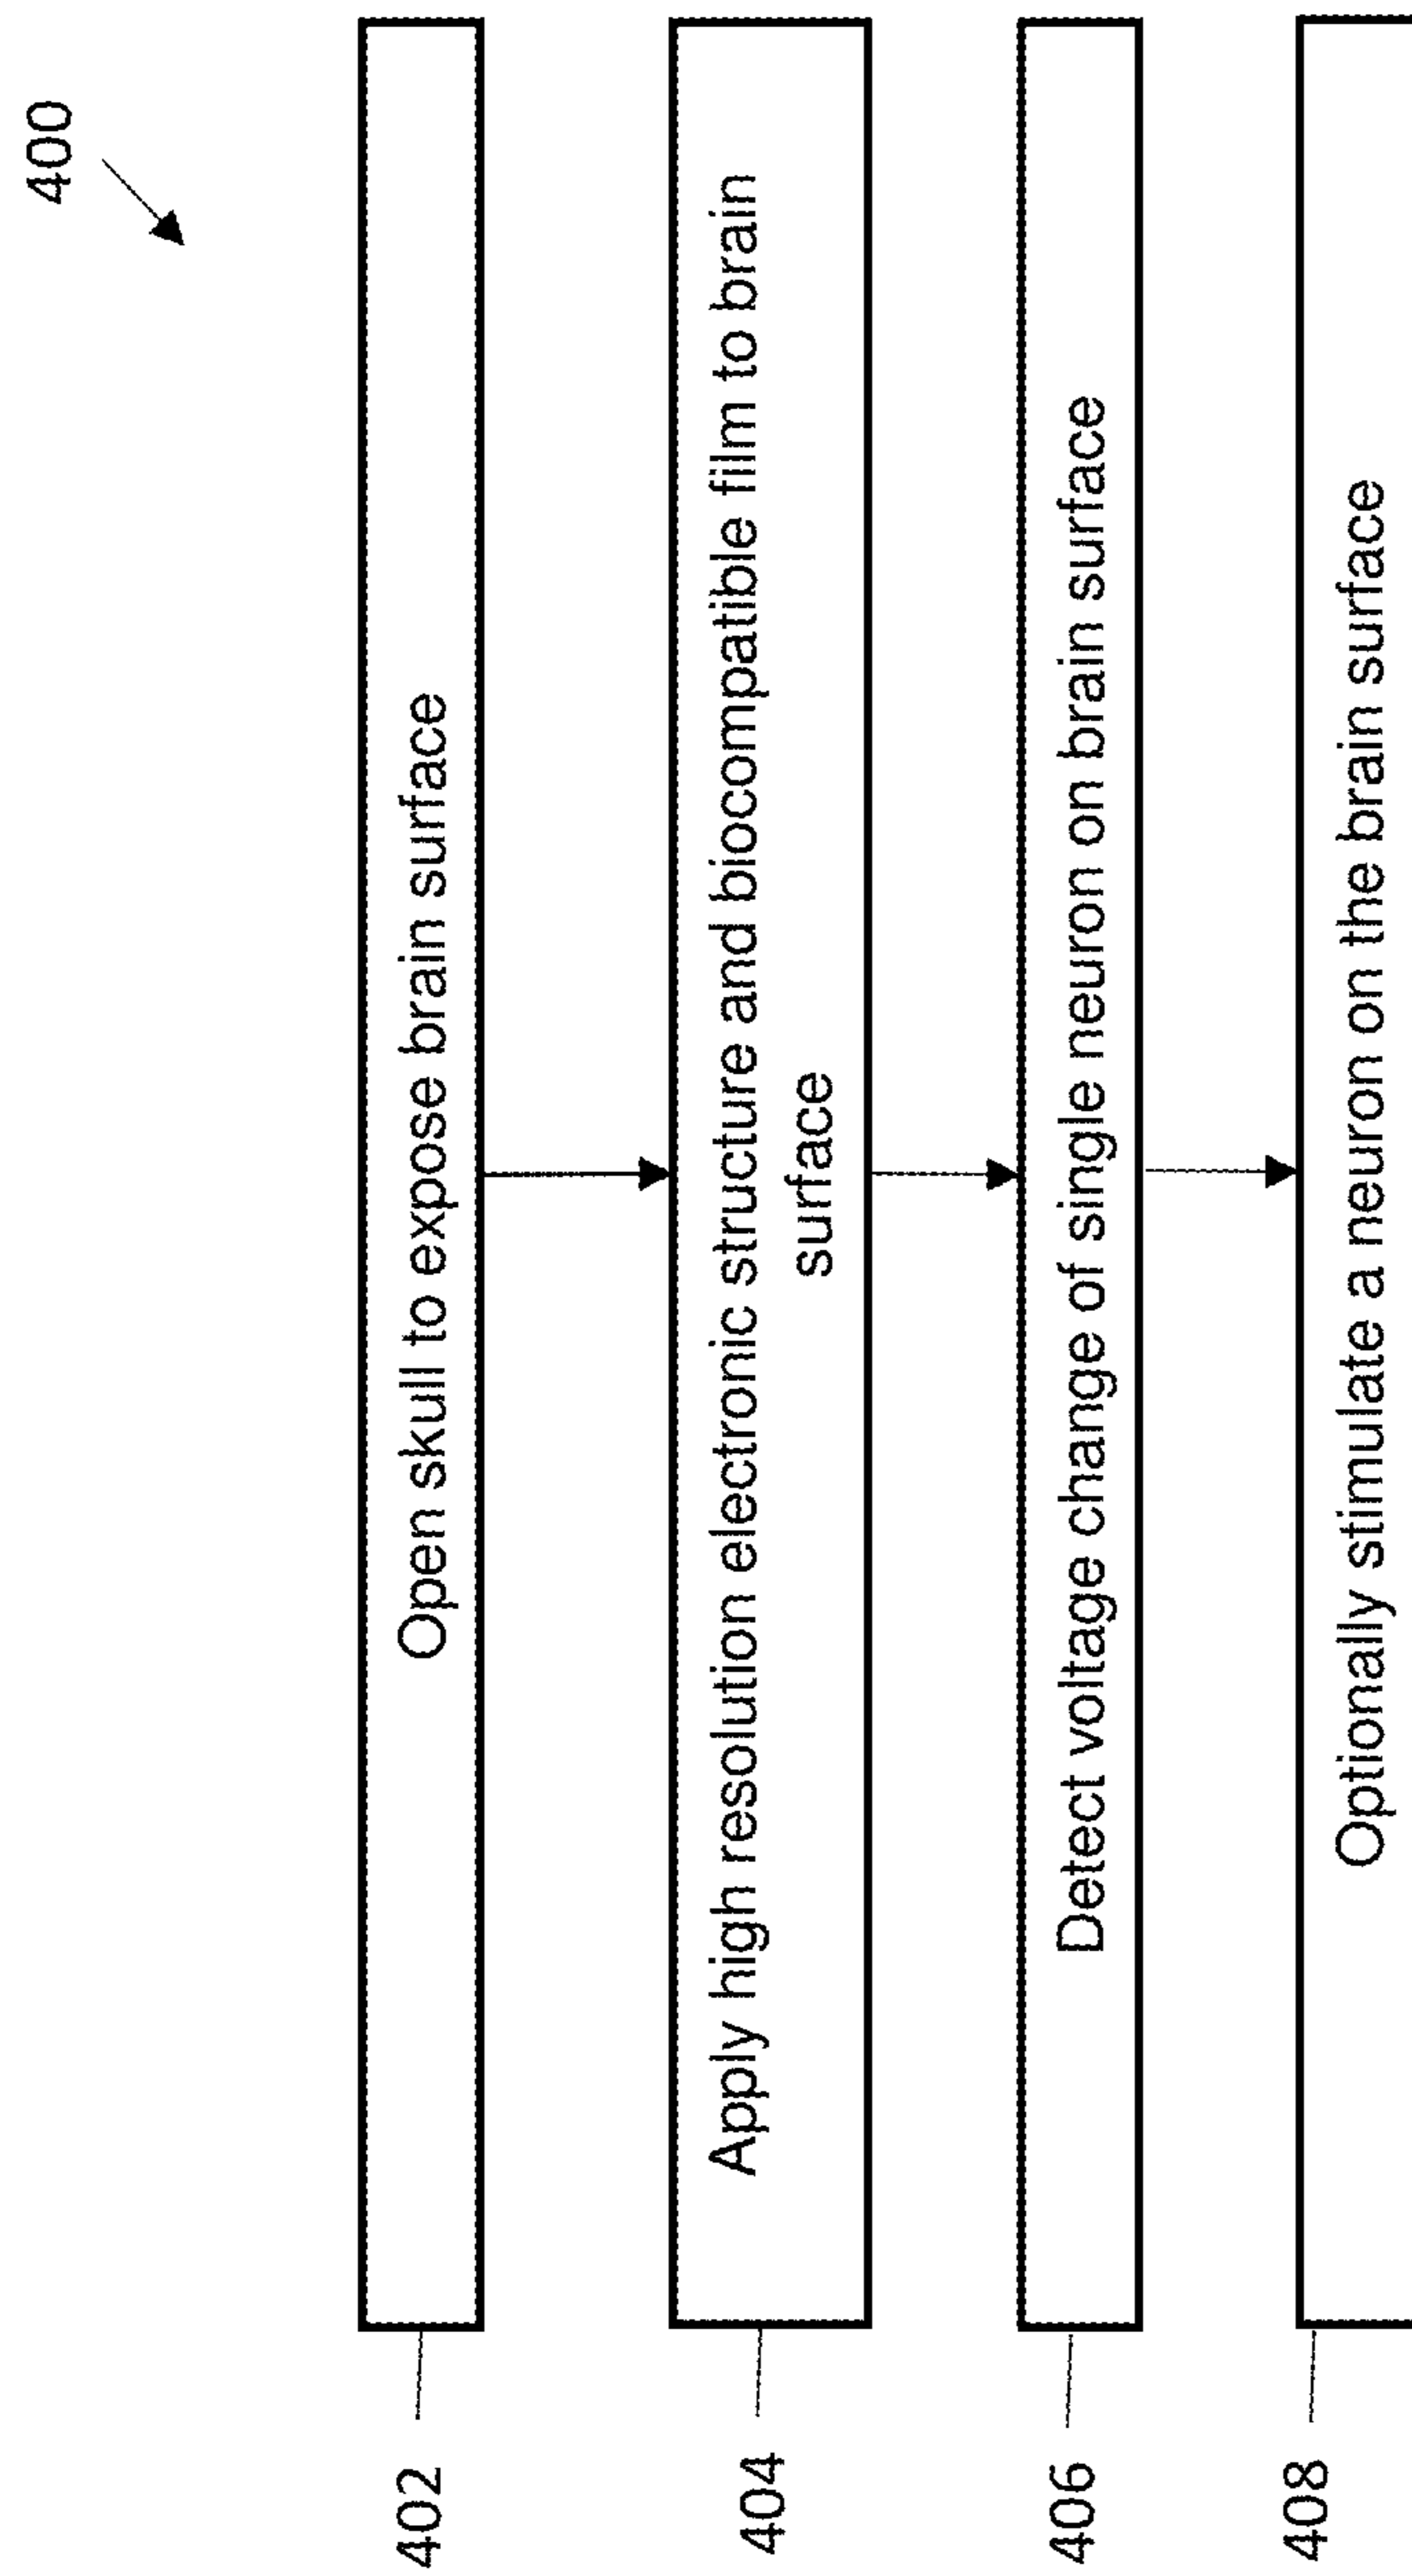 400
402
Open skull to expose brain surface
404
Apply high resolution electronic structure and biocompatible film to brain
surface
406
Detect voltage change of single neuron on brain surface
408
Optionally stimulate a neuron on the brain surface